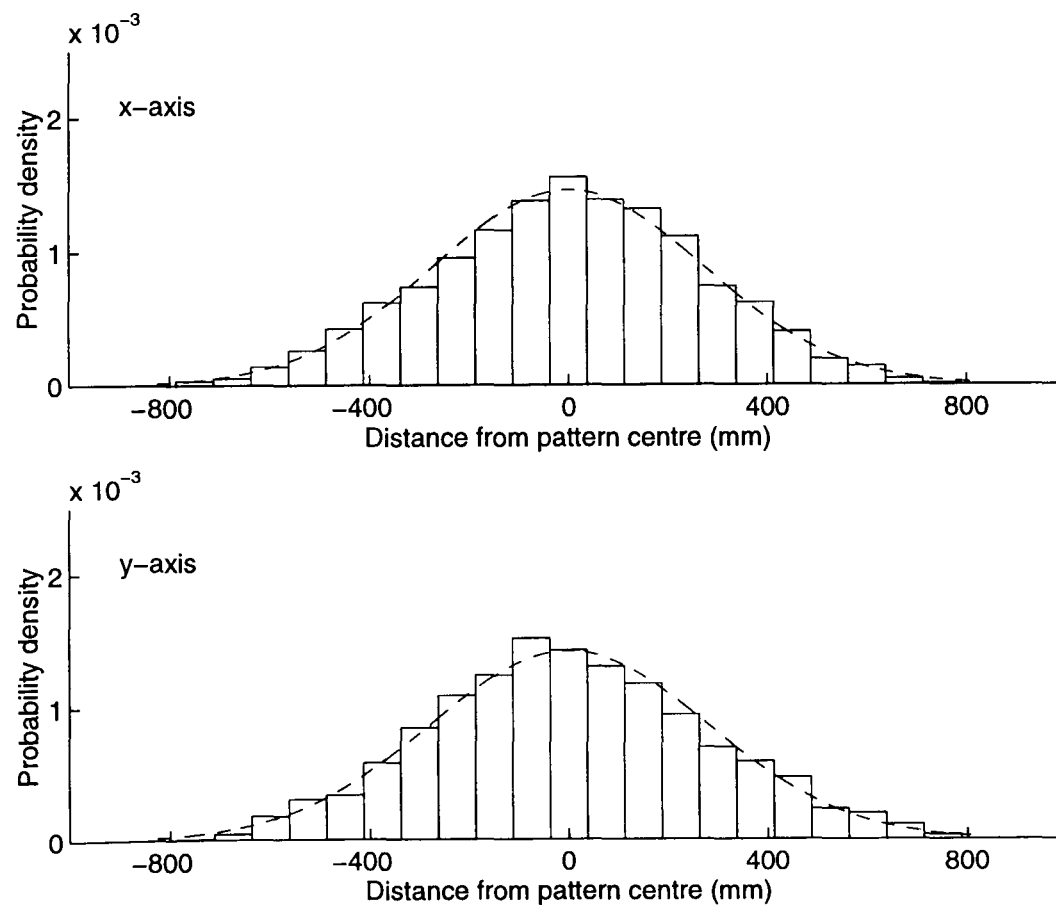 x 10⁻³
x−axis
Probability density
2
1
0
−800 −400 0 400 800
Distance from pattern centre (mm)
x 10⁻³
y−axis
Probability density
2
1
0
−800 −400 0 400 800
Distance from pattern centre (mm)